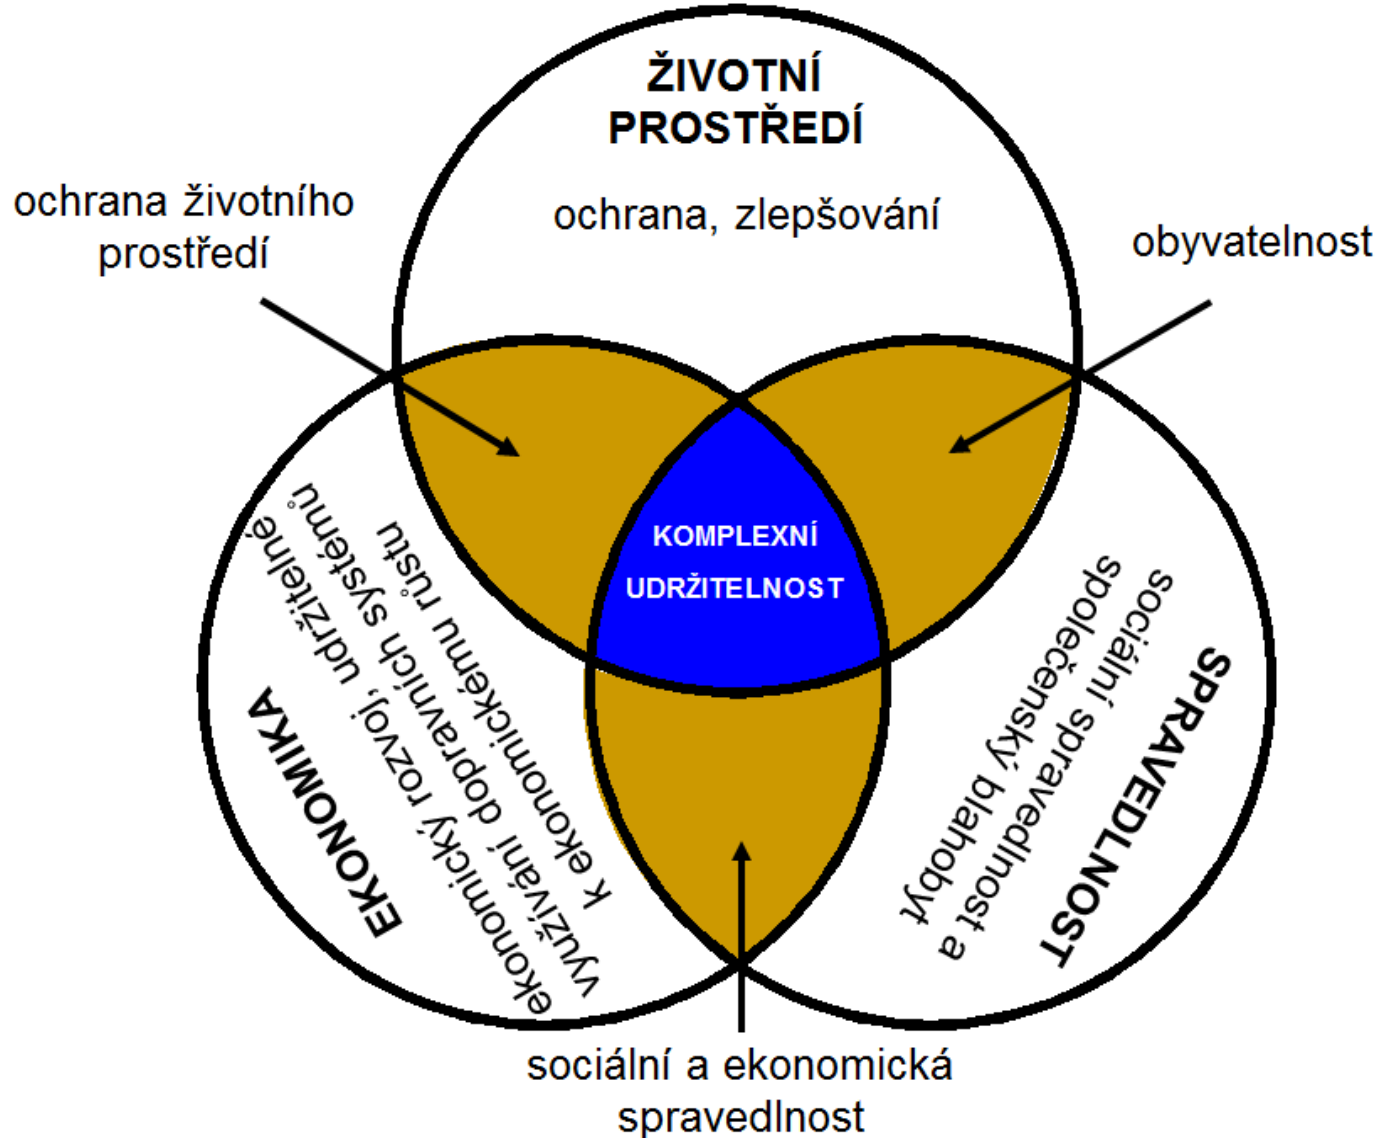 ŽIVOTNÍ
PROSTŘEDÍ
ochrana, zlepšování
ochrana životního
prostředí
obyvatelnost
KOMPLEXNÍ
UDRŽITELNOST
EKONOMIKA
ekonomický rozvoj, udržitelné
využívání dopravních systémů
k ekonomickému růstu
SPRAVEDLNOST
sociální spravedlnost a
společenský blahobyt
sociální a ekonomická
spravedlnost